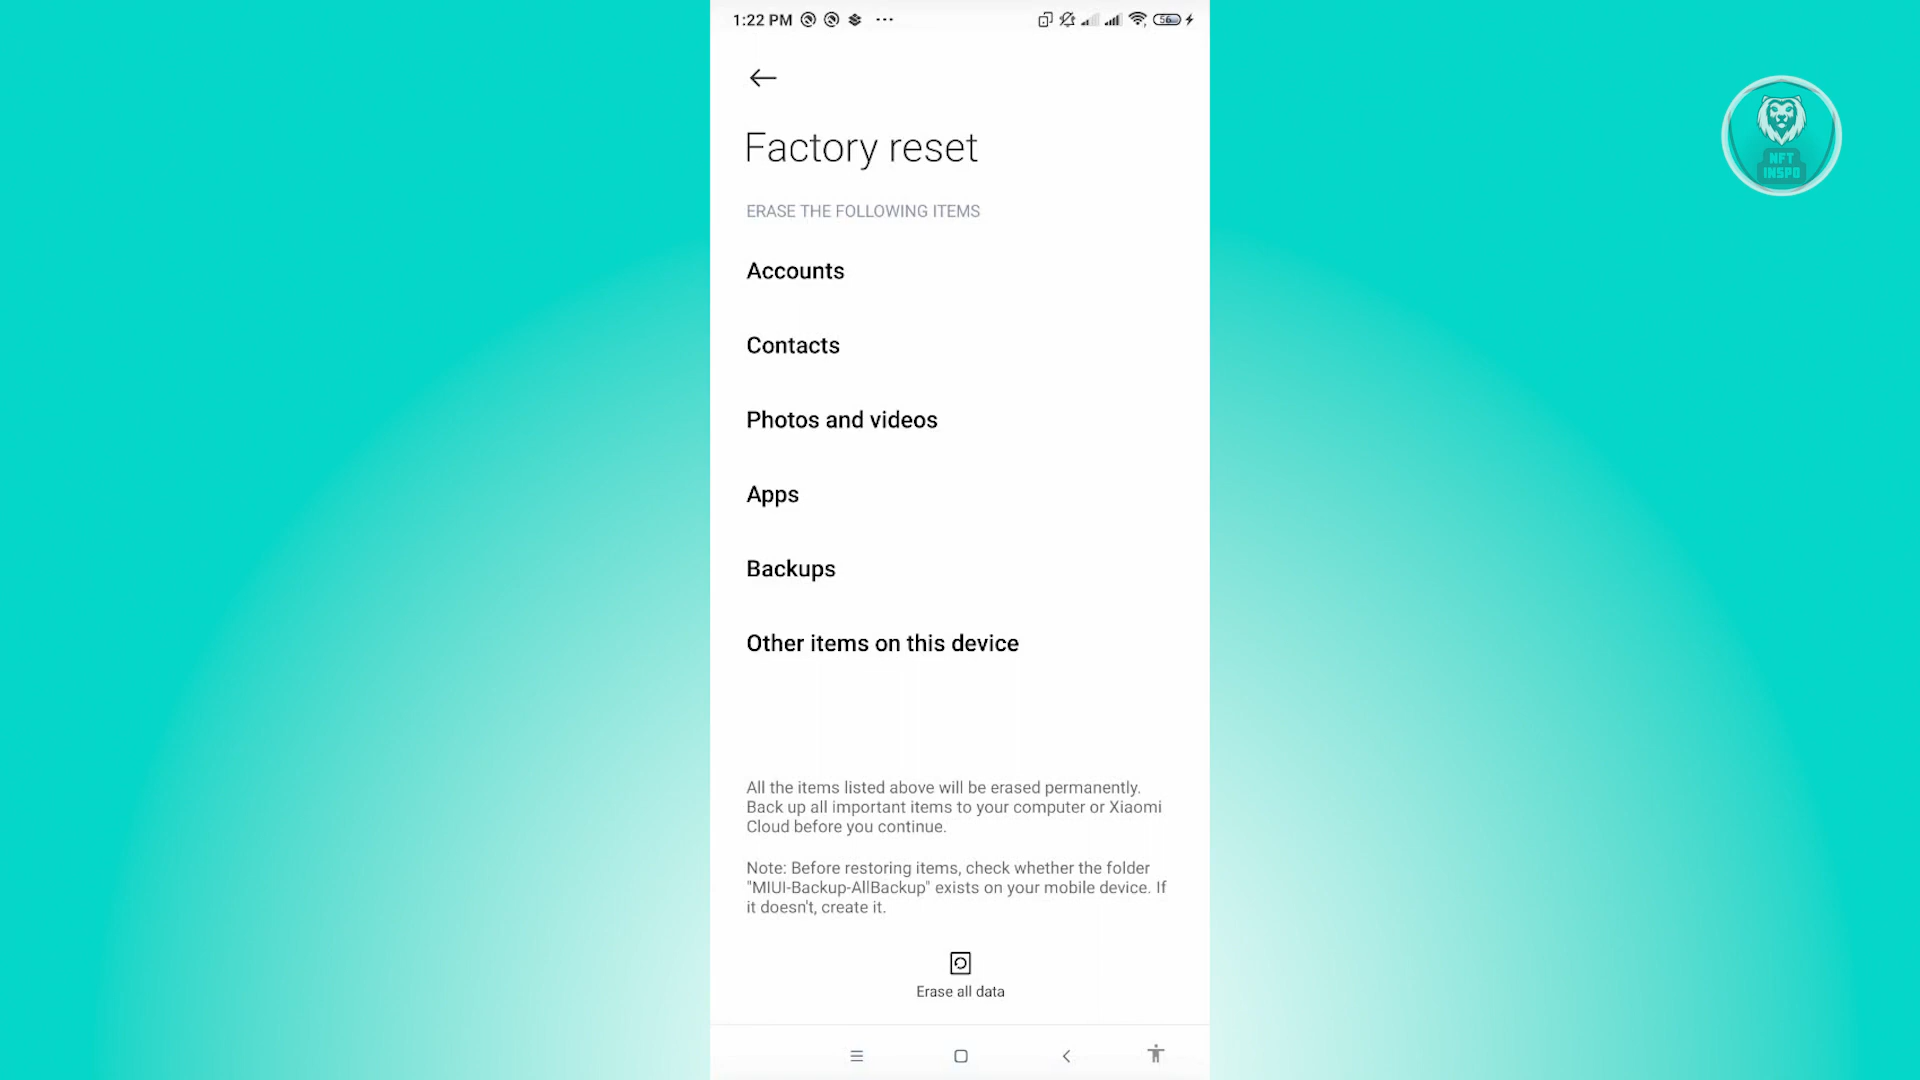 1:22 PM
56
Factory reset
ERASE THE FOLLOWING ITEMS
Accounts
Contacts
Photos and videos
Apps
Backups
Other items on this device
All the items listed above will be erased permanently.
Back up all important items to your computer or Xiaomi
Cloud before you continue.
Note: Before restoring items, check whether the folder
"MIUI-Backup-AllBackup" exists on your mobile device. If
it doesn't, create it.
Erase all data
NFT
INSPO